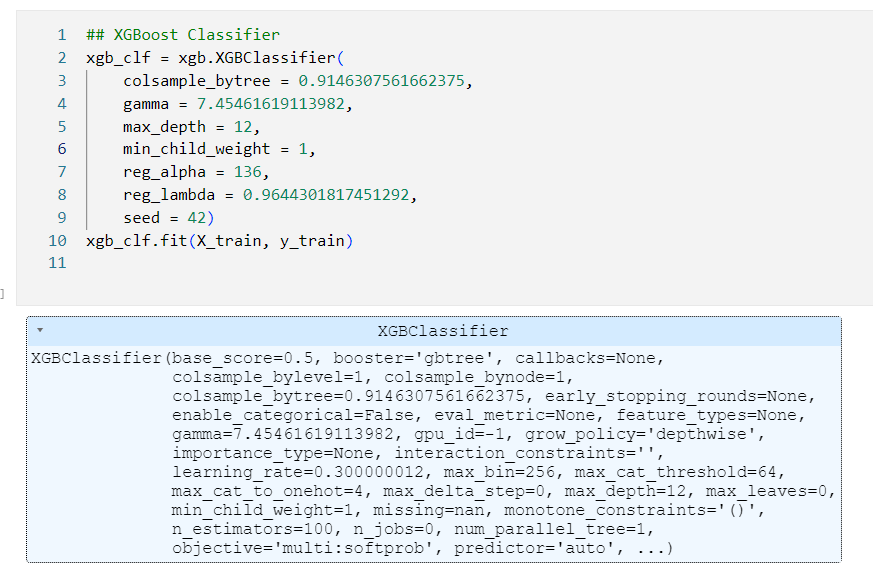 1 ## XGBoost Classifier
2 xgb_clf = xgb.XGBClassifier(
3 colsample_bytree = 0.9146307561662375,
4 gamma = 7.45461619113982,
5 max_depth = 12,
6 min_child_weight = 1,
7 reg_alpha = 136,
8 reg_lambda = 0.9644301817451292,
9 seed = 42)
10 xgb_clf.fit(X_train, y_train)
11
]
XGBClassifier
XGBClassifier(base_score=0.5, booster='gbtree', callbacks=None,
colsample_bylevel=1, colsample_bynode=1,
colsample_bytree=0.9146307561662375, early_stopping_rounds=None,
enable_categorical=False, eval_metric=None, feature_types=None,
gamma=7.45461619113982, gpu_id=-1, grow_policy='depthwise',
importance_type=None, interaction_constraints='',
learning_rate=0.300000012, max_bin=256, max_cat_threshold=64,
max_cat_to_onehot=4, max_delta_step=0, max_depth=12, max_leaves=0,
min_child_weight=1, missing=nan, monotone_constraints='()',
n_estimators=100, n_jobs=0, num_parallel_tree=1,
objective='multi:softprob', predictor='auto', ...)